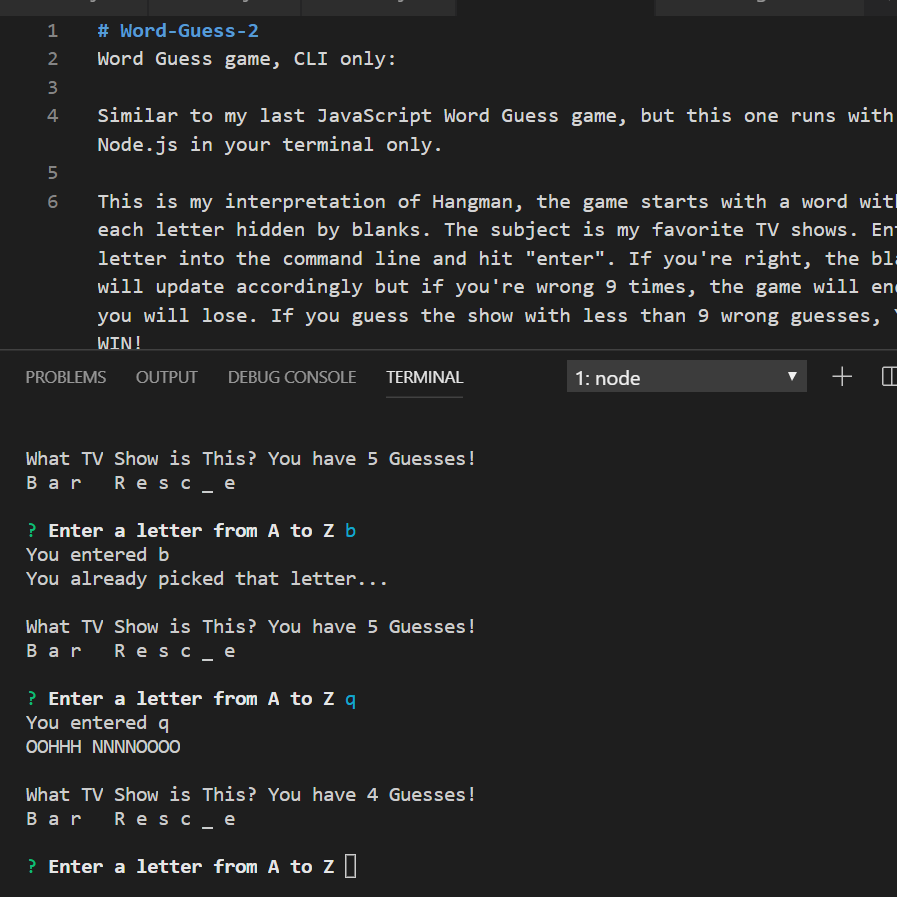 1 # Word-Guess-2
2 Word Guess game, CLI only:
3
4 Similar to my last JavaScript Word Guess game, but this one runs with
Node.js in your terminal only.
5
6 This is my interpretation of Hangman, the game starts with a word with
each letter hidden by blanks. The subject is my favorite TV shows.
letter into the command line and hit "enter". If you're right, the
will update accordingly but if you're wrong 9 times, the game will
you will lose. If you guess the show with less than 9 wrong guesses,
WIN!
PROBLEMS OUTPUT DEBUG CONSOLE TERMINAL 1: node
What TV Show is This? You have 5 Guesses!
B a r   R e s c _ e
? Enter a letter from A to Z b
You entered b
You already picked that letter...
What TV Show is This? You have 5 Guesses!
B a r   R e s c _ e
? Enter a letter from A to Z q
You entered q
OOHHH NNNNOOOO
What TV Show is This? You have 4 Guesses!
B a r   R e s c _ e
? Enter a letter from A to Z